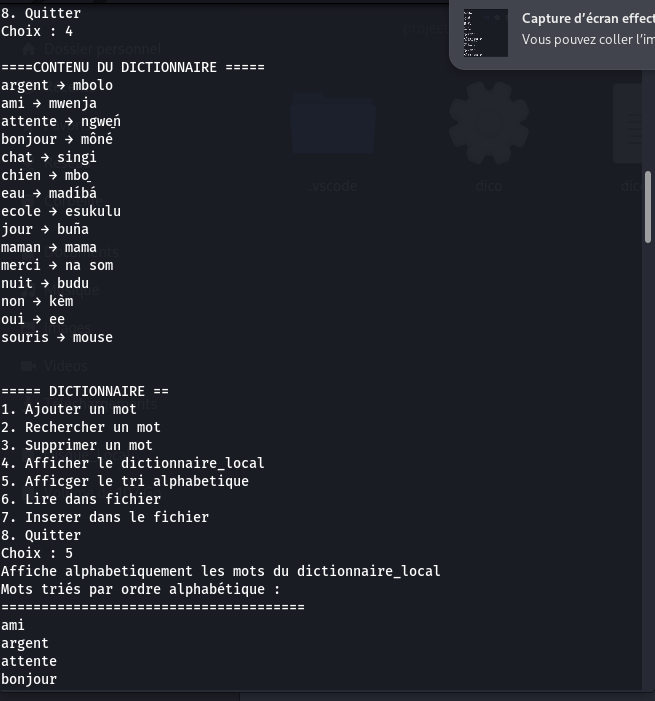 8. Quitter
Choix : 4
Capture d'écran effect
Vous pouvez coller l'im
Dossier personnel
====CONTENU DU DICTIONNAIRE =====
argent → mbolo
ami → mwenja
attente → ngweń
bonjour → môné
chat → singi
chien → mbo̠
eau → madíbá
ecole → esukulu
jour → buña
maman → mama
merci → na som
nuit → budu
non → kèm
oui → ee
souris → mouse
.vscode
dico
Vidéos
===== DICTIONNAIRE ==
1. Ajouter un mot
2. Rechercher un mot
3. Supprimer un mot
4. Afficher le dictionnaire_local
5. Afficger le tri alphabetique
6. Lire dans fichier
7. Inserer dans le fichier
8. Quitter
Choix : 5
Affiche alphabetiquement les mots du dictionnaire_local
Mots triés par ordre alphabétique :
======================================
ami
argent
attente
bonjour